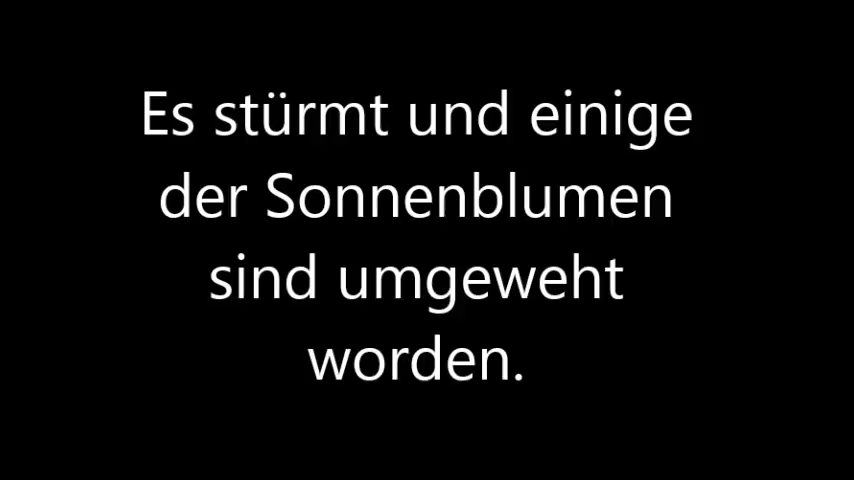 Es stürmt und einige
der Sonnenblumen
sind umgeweht
worden.